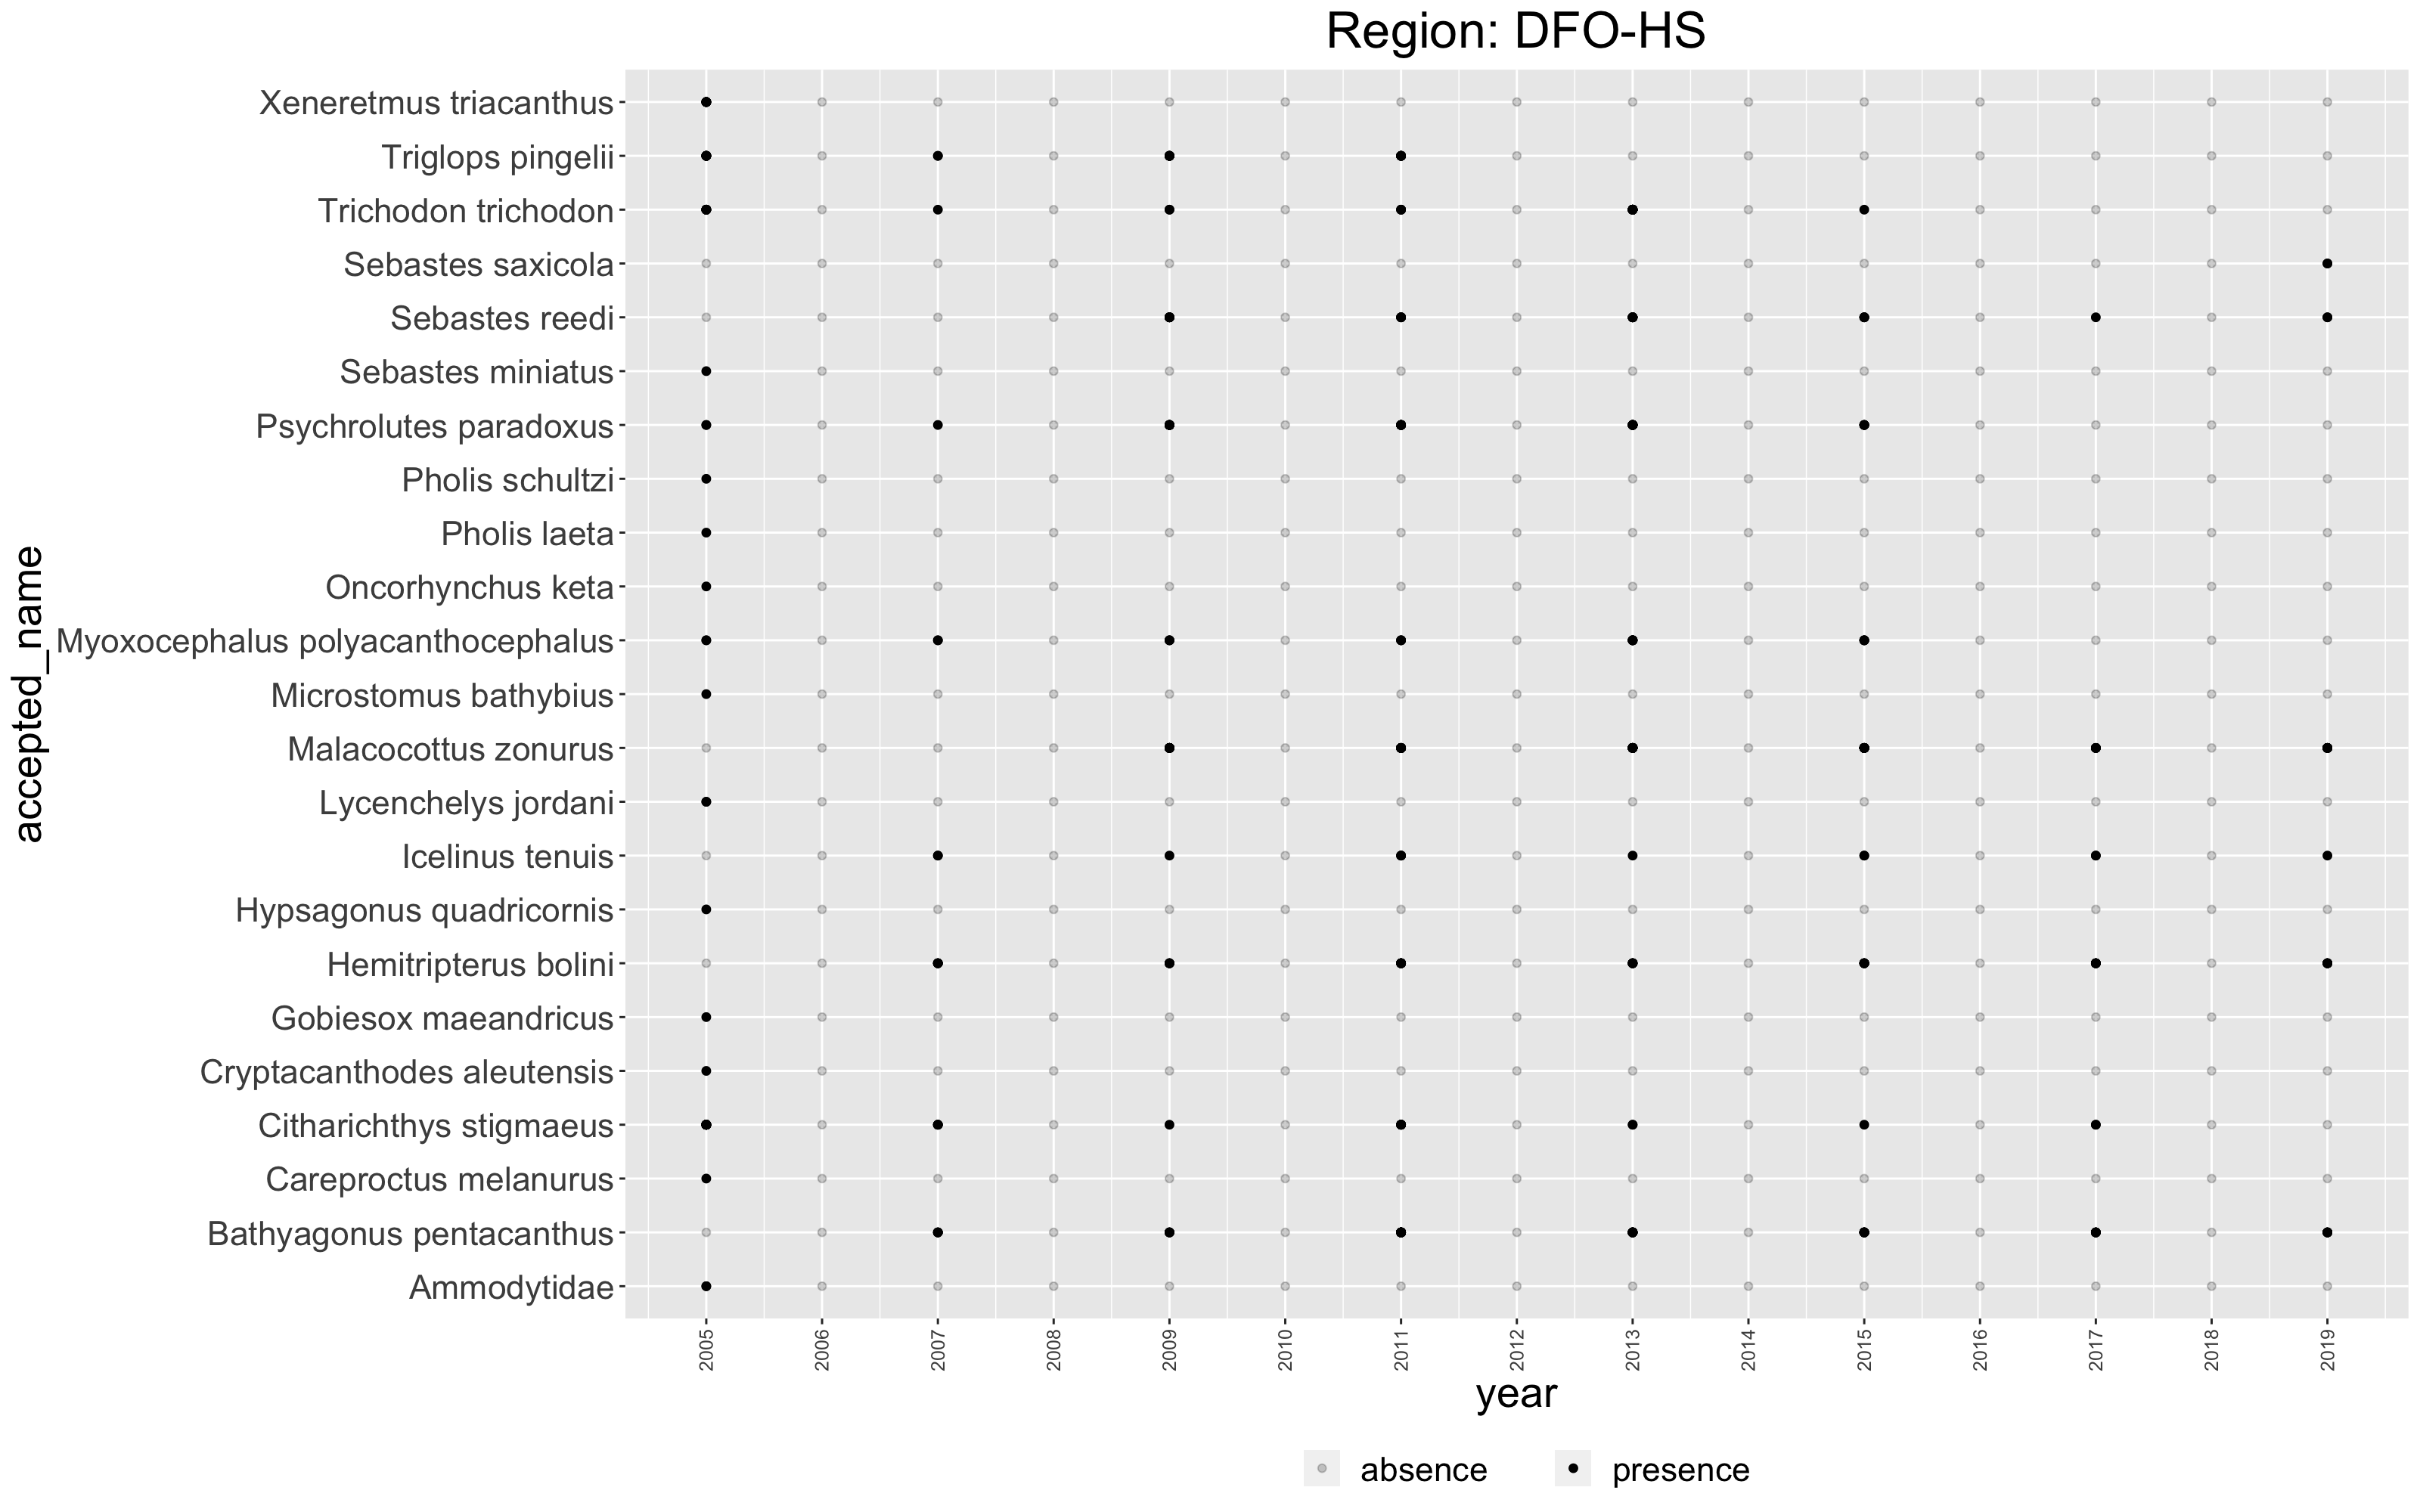 Region: DFO-HS
accepted_name
Xeneretmus triacanthus
Triglops pingelii
Trichodon trichodon
Sebastes saxicola
Sebastes reedi
Sebastes miniatus
Psychrolutes paradoxus
Pholis schultzi
Pholis laeta
Oncorhynchus keta
Myoxocephalus polyacanthocephalus
Microstomus bathybius
Malacocottus zonurus
Lycenchelys jordani
Icelinus tenuis
Hypsagonus quadricornis
Hemitripterus bolini
Gobiesox maeandricus
Cryptacanthodes aleutensis
Citharichthys stigmaeus
Careproctus melanurus
Bathyagonus pentacanthus
Ammodytidae
2005 2006 2007 2008 2009 2010 2011 2012 2013 2014 2015 2016 2017 2018 2019
year
absence presence